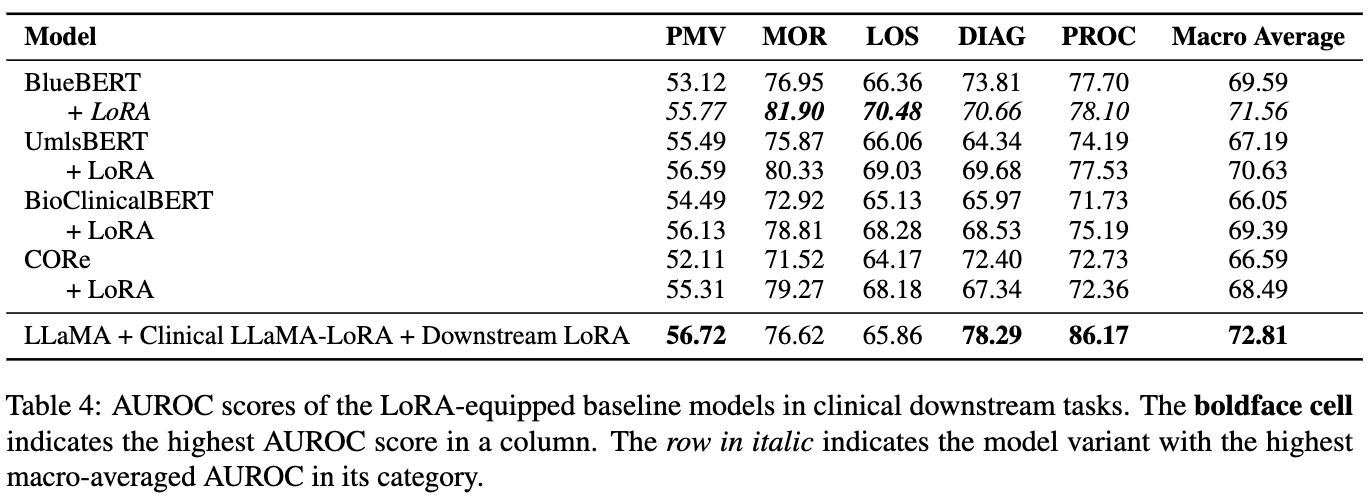 Model PMV MOR LOS DIAG PROC Macro Average
BlueBERT 53.12 76.95 66.36 73.81 77.70 69.59
+ LoRA 55.77 81.90 70.48 70.66 78.10 71.56
UmlsBERT 55.49 75.87 66.06 64.34 74.19 67.19
+ LoRA 56.59 80.33 69.03 69.68 77.53 70.63
BioClinicalBERT 54.49 72.92 65.13 65.97 71.73 66.05
+ LoRA 56.13 78.81 68.28 68.53 75.19 69.39
CORe 52.11 71.52 64.17 72.40 72.73 66.59
+ LoRA 55.31 79.27 68.18 67.34 72.36 68.49
LLaMA + Clinical LLaMA-LoRA + Downstream LoRA 56.72 76.62 65.86 78.29 86.17 72.81
Table 4: AUROC scores of the LoRA-equipped baseline models in clinical downstream tasks. The boldface cell
indicates the highest AUROC score in a column. The row in italic indicates the model variant with the highest
macro-averaged AUROC in its category.